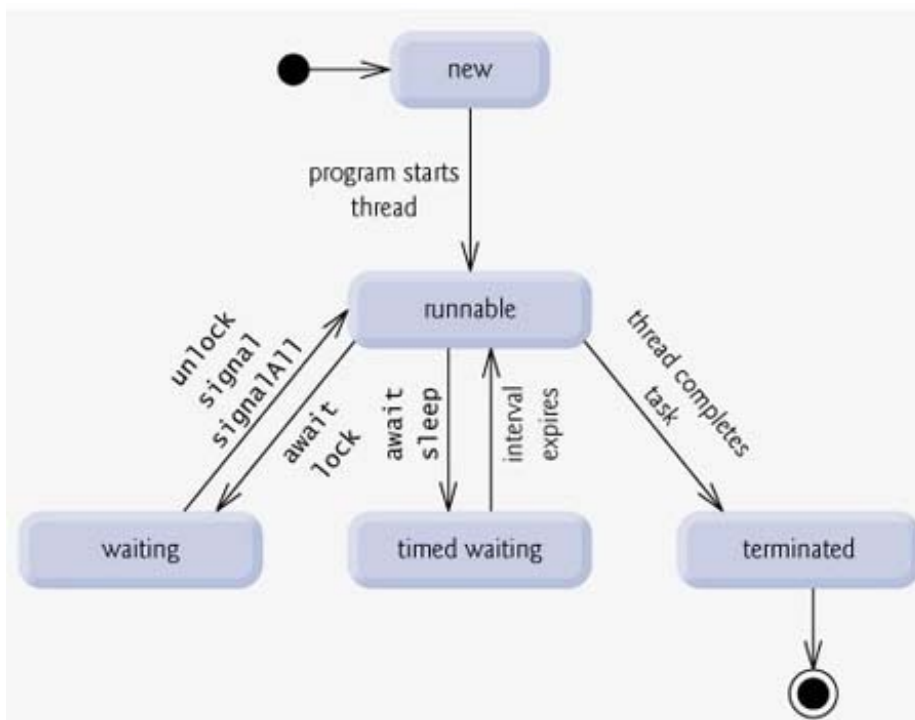 new
program starts
thread
runnable
unlock
signal
signalAll
await
lock
await
sleep
interval
expires
thread completes
task
waiting
timed waiting
terminated